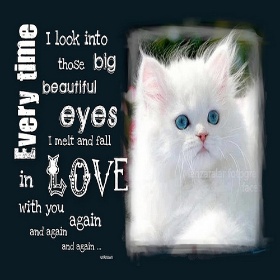 Every time
I look into
those big
beautiful
eyes
I melt and fall
in LOVE
with you again
and again
and again ...
unknown